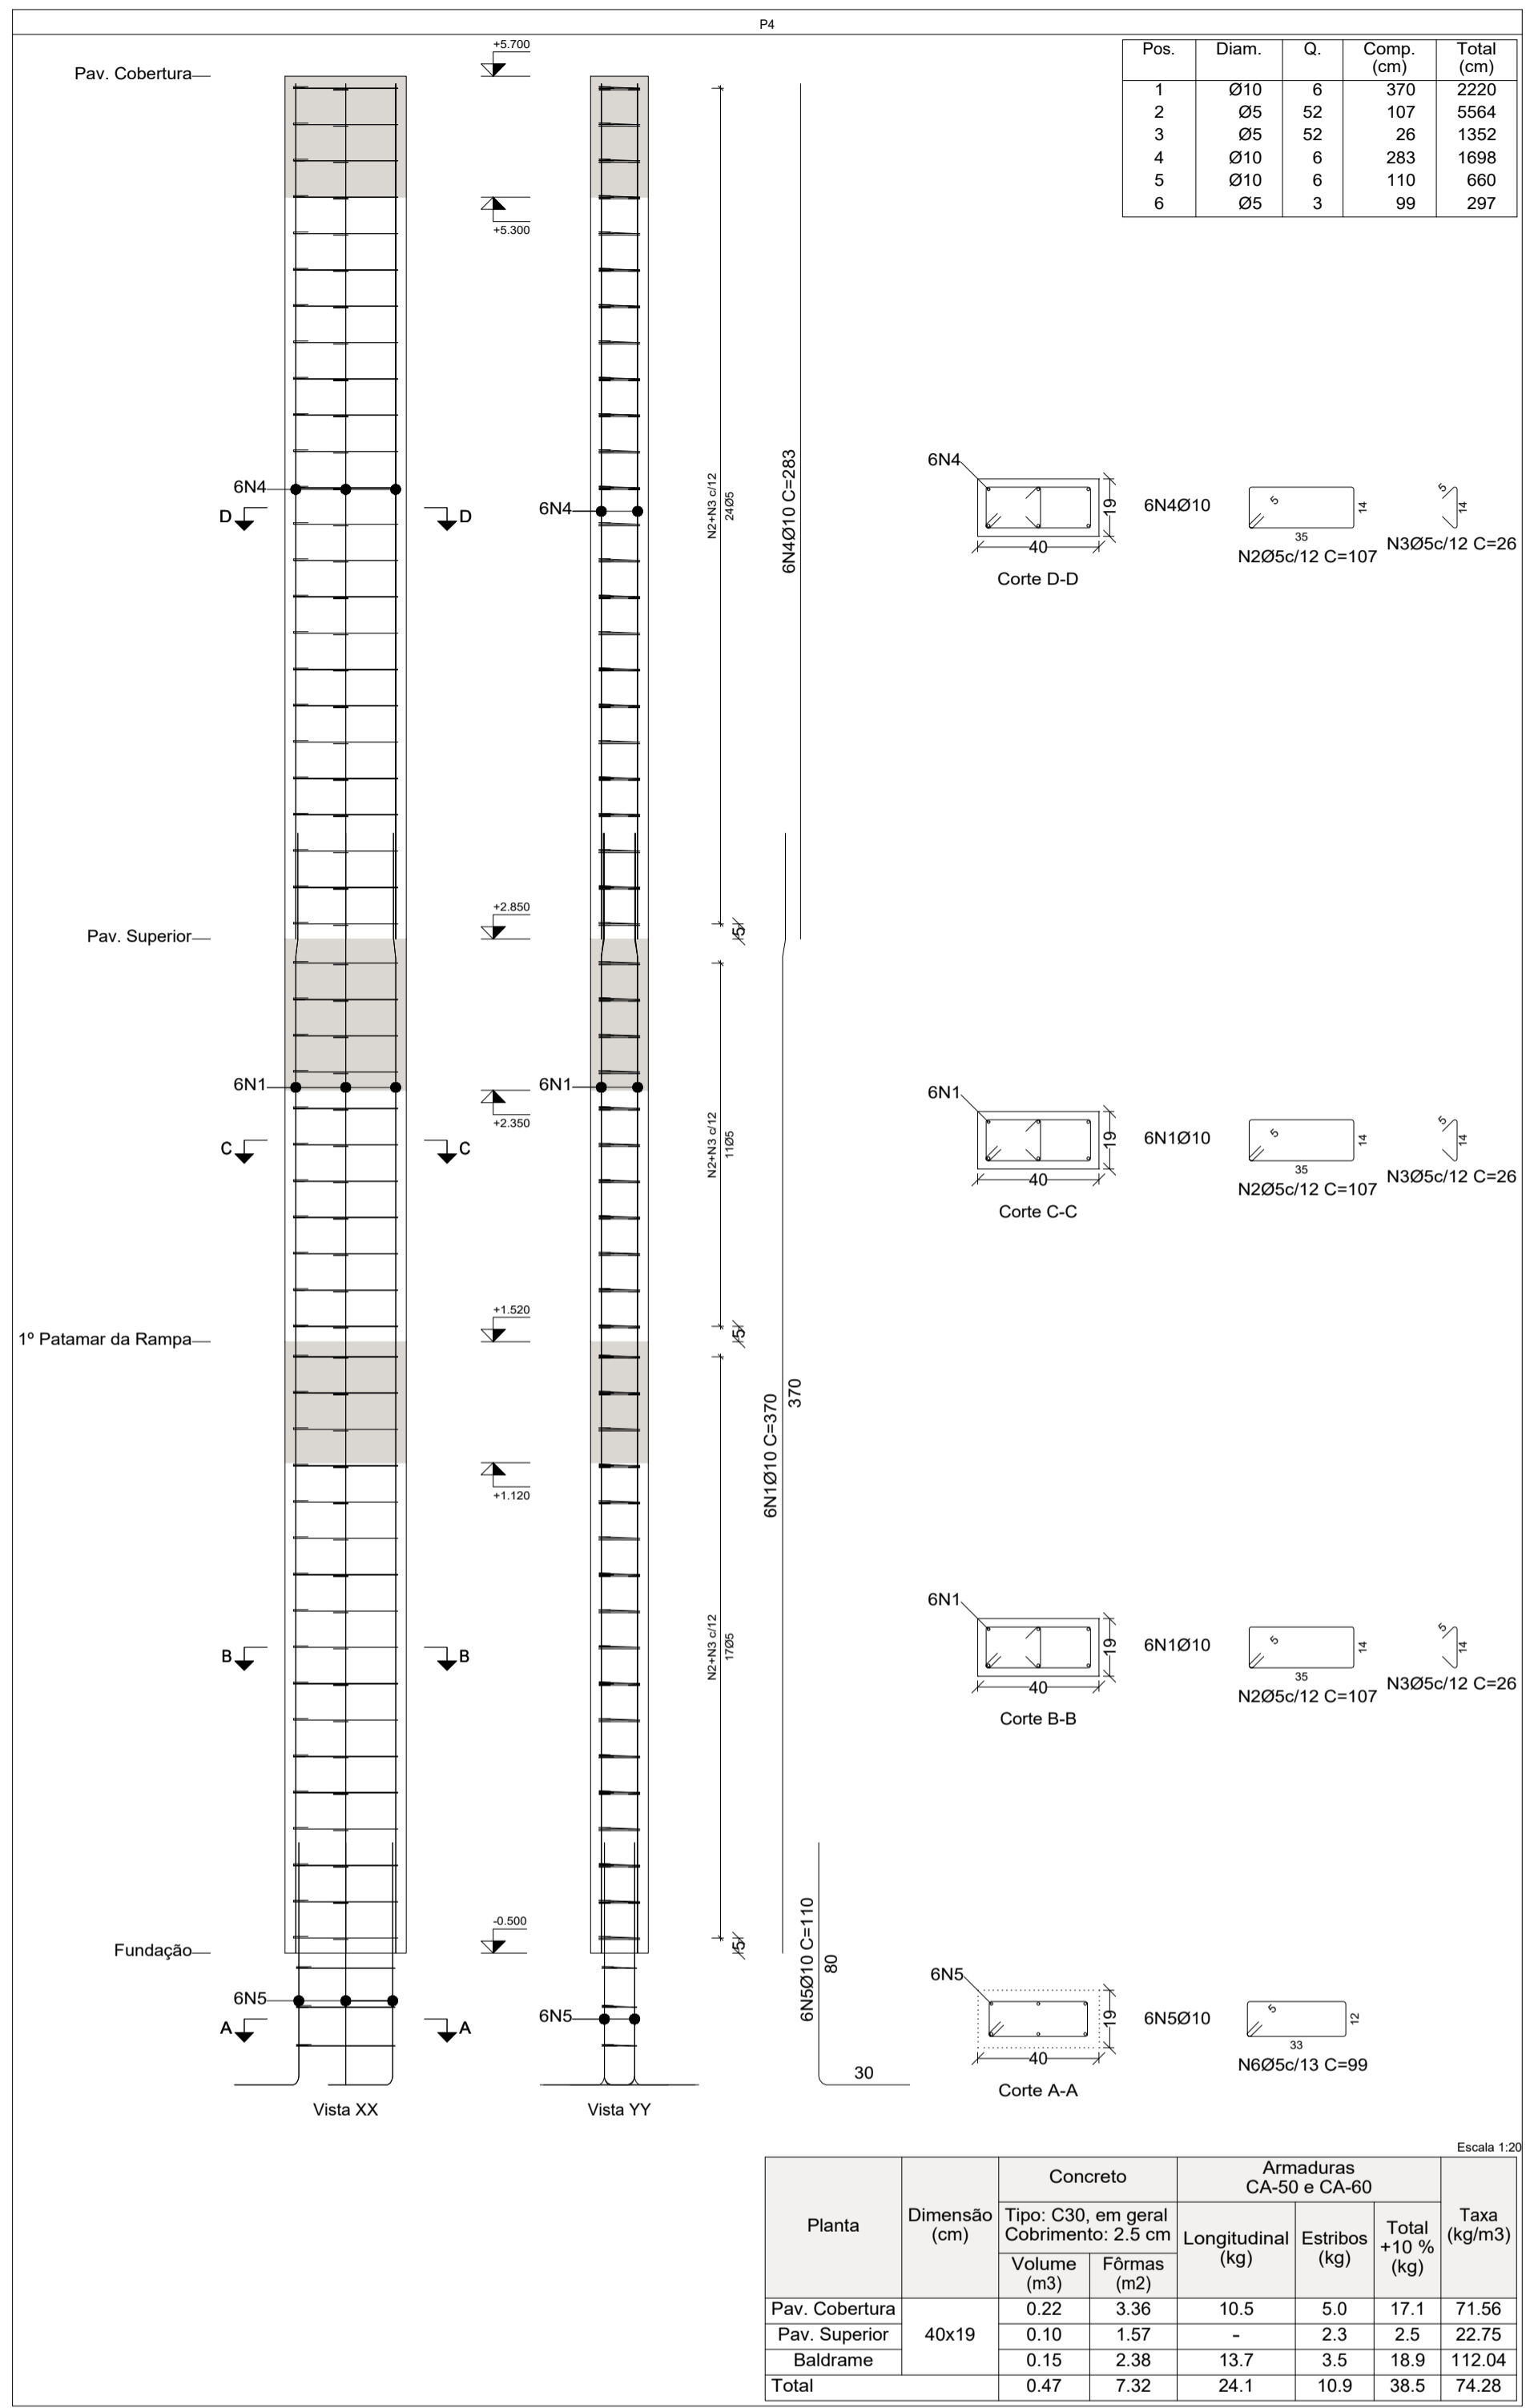 P4
Pos. Diam. Q. Comp. (cm) Total (cm)
1 Ø10 6 370 2220
2 Ø5 52 107 5564
3 Ø5 52 26 1352
4 Ø10 6 283 1698
5 Ø10 6 110 660
6 Ø5 3 99 297
Pav. Cobertura
+5.700
+5.300
6N4
D D
6N4
N2+N3 c/12
24Ø5
6N4Ø10 C=283
6N4
19
40
Corte D-D
6N4Ø10
5
14
35
N2Ø5c/12 C=107
5
14
N3Ø5c/12 C=26
Pav. Superior
+2.850
5
6N1
6N1
+2.350
C C
N2+N3 c/12
11Ø5
6N1
19
40
Corte C-C
6N1Ø10
5
14
35
N2Ø5c/12 C=107
5
14
N3Ø5c/12 C=26
1º Patamar da Rampa
+1.520
5
+1.120
6N1Ø10 C=370
370
B B
N2+N3 c/12
17Ø5
6N1
19
40
Corte B-B
6N1Ø10
5
14
35
N2Ø5c/12 C=107
5
14
N3Ø5c/12 C=26
Fundação
-0.500
5
6N5Ø10 C=110
80
30
6N5
6N5
A A
6N5
19
40
Corte A-A
6N5Ø10
5
12
33
N6Ø5c/13 C=99
Vista XX
Vista YY
Escala 1:20
Planta
Dimensão
(cm)
Concreto
Tipo: C30, em geral
Cobrimento: 2.5 cm
Volume
(m3)
Fôrmas
(m2)
Armaduras
CA-50 e CA-60
Longitudinal
(kg)
Estribos
(kg)
Total
+10 %
(kg)
Taxa
(kg/m3)
Pav. Cobertura 0.22 3.36 10.5 5.0 17.1 71.56
Pav. Superior 40x19 0.10 1.57 - 2.3 2.5 22.75
Baldrame 0.15 2.38 13.7 3.5 18.9 112.04
Total 0.47 7.32 24.1 10.9 38.5 74.28